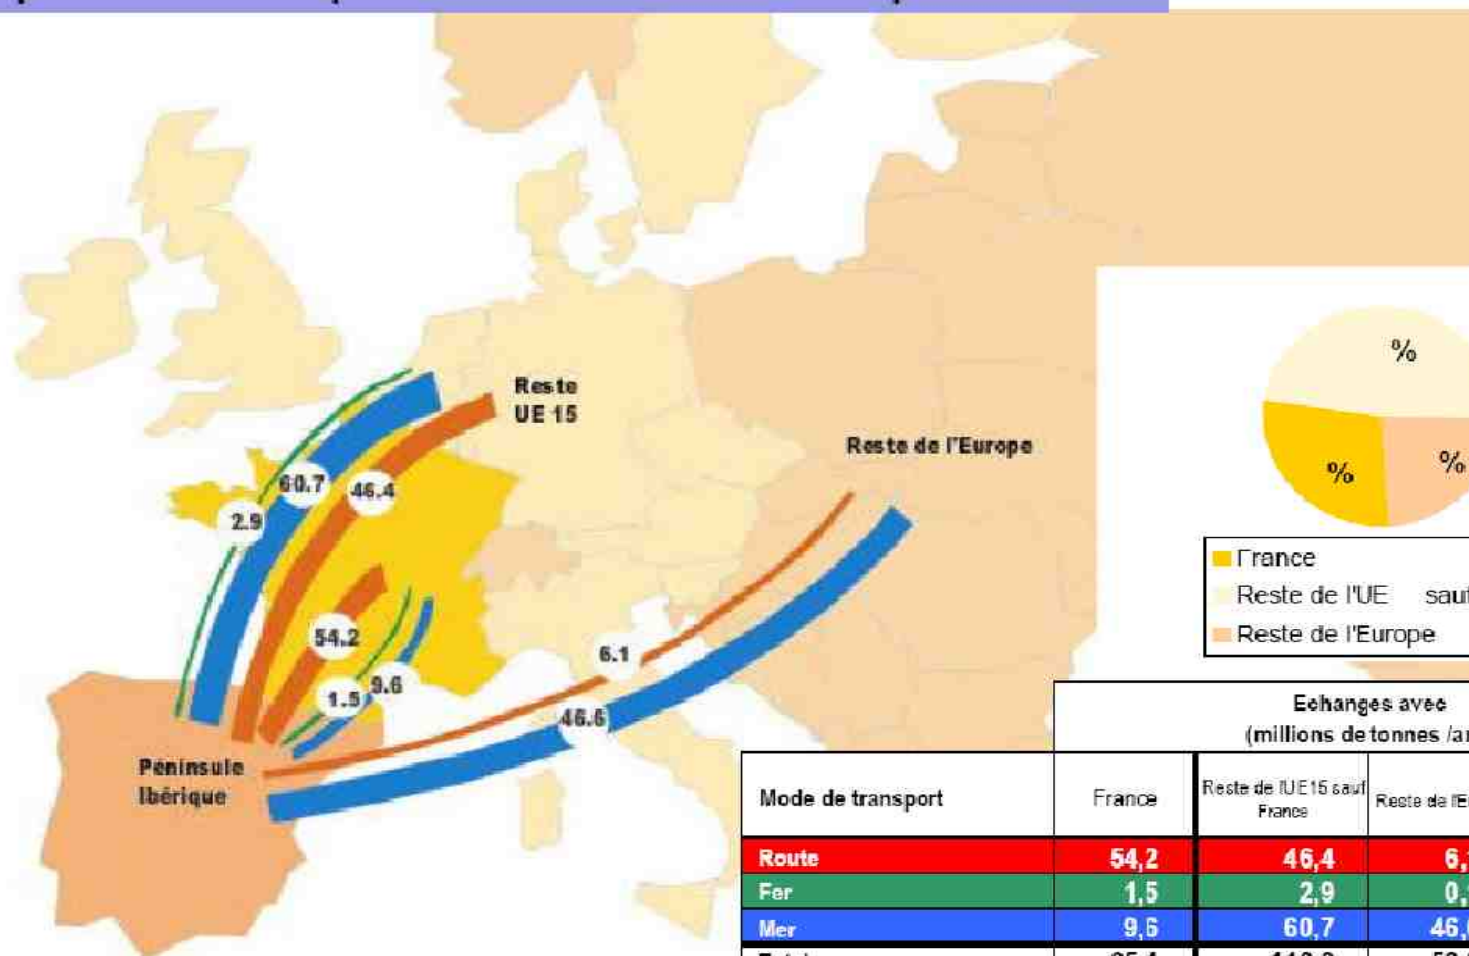 Reste
UE 15
Reste de l'Europe
60.7
46.4
2.9
54.2
1.5
9.6
6.1
46.6
Péninsule
Ibérique
%
%
%
France
Reste de l'UE
Reste de l'Europe
Echanges avec
(millions de tonnes
Mode de transport
France
Reste de l'UE15 sauf
France
Reste de
Route 54,2 46,4
Fer 1,5 2,9
Mer 9,6 60,7